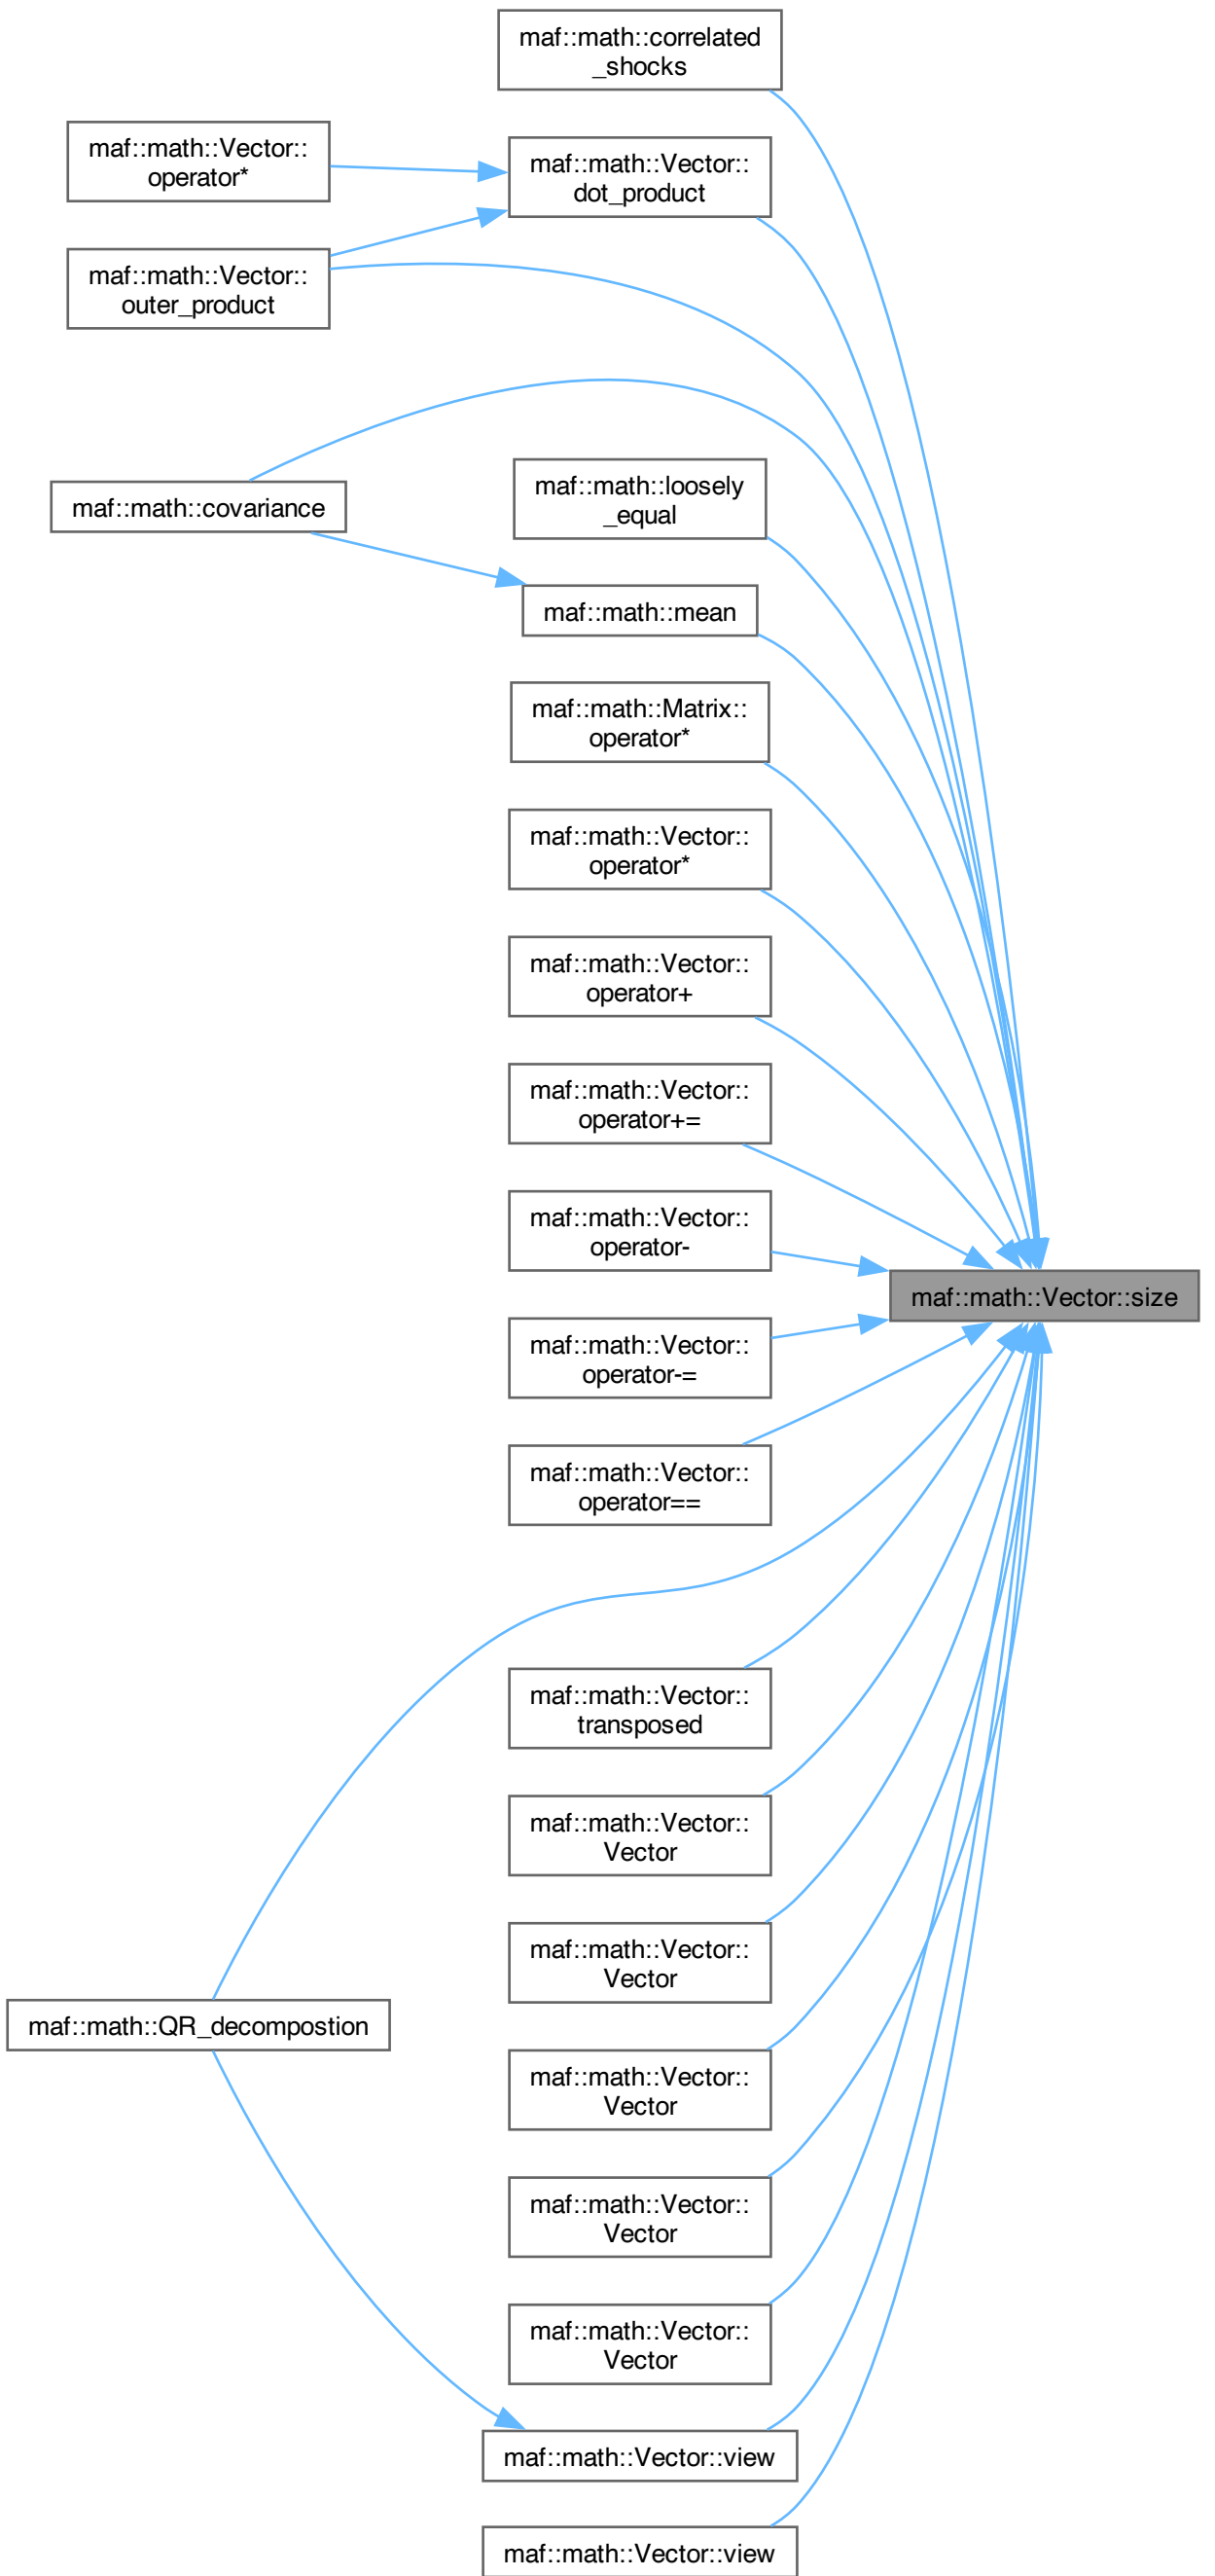 maf::math::correlated
_shocks
maf::math::Vector::
operator*
maf::math::Vector::
dot_product
maf::math::Vector::
outer_product
maf::math::covariance
maf::math::loosely
_equal
maf::math::mean
maf::math::Matrix::
operator*
maf::math::Vector::
operator*
maf::math::Vector::
operator+
maf::math::Vector::
operator+=
maf::math::Vector::
operator-
maf::math::Vector::size
maf::math::Vector::
operator-=
maf::math::Vector::
operator==
maf::math::Vector::
transposed
maf::math::Vector::
Vector
maf::math::Vector::
Vector
maf::math::QR_decompostion
maf::math::Vector::
Vector
maf::math::Vector::
Vector
maf::math::Vector::
Vector
maf::math::Vector::view
maf::math::Vector::view